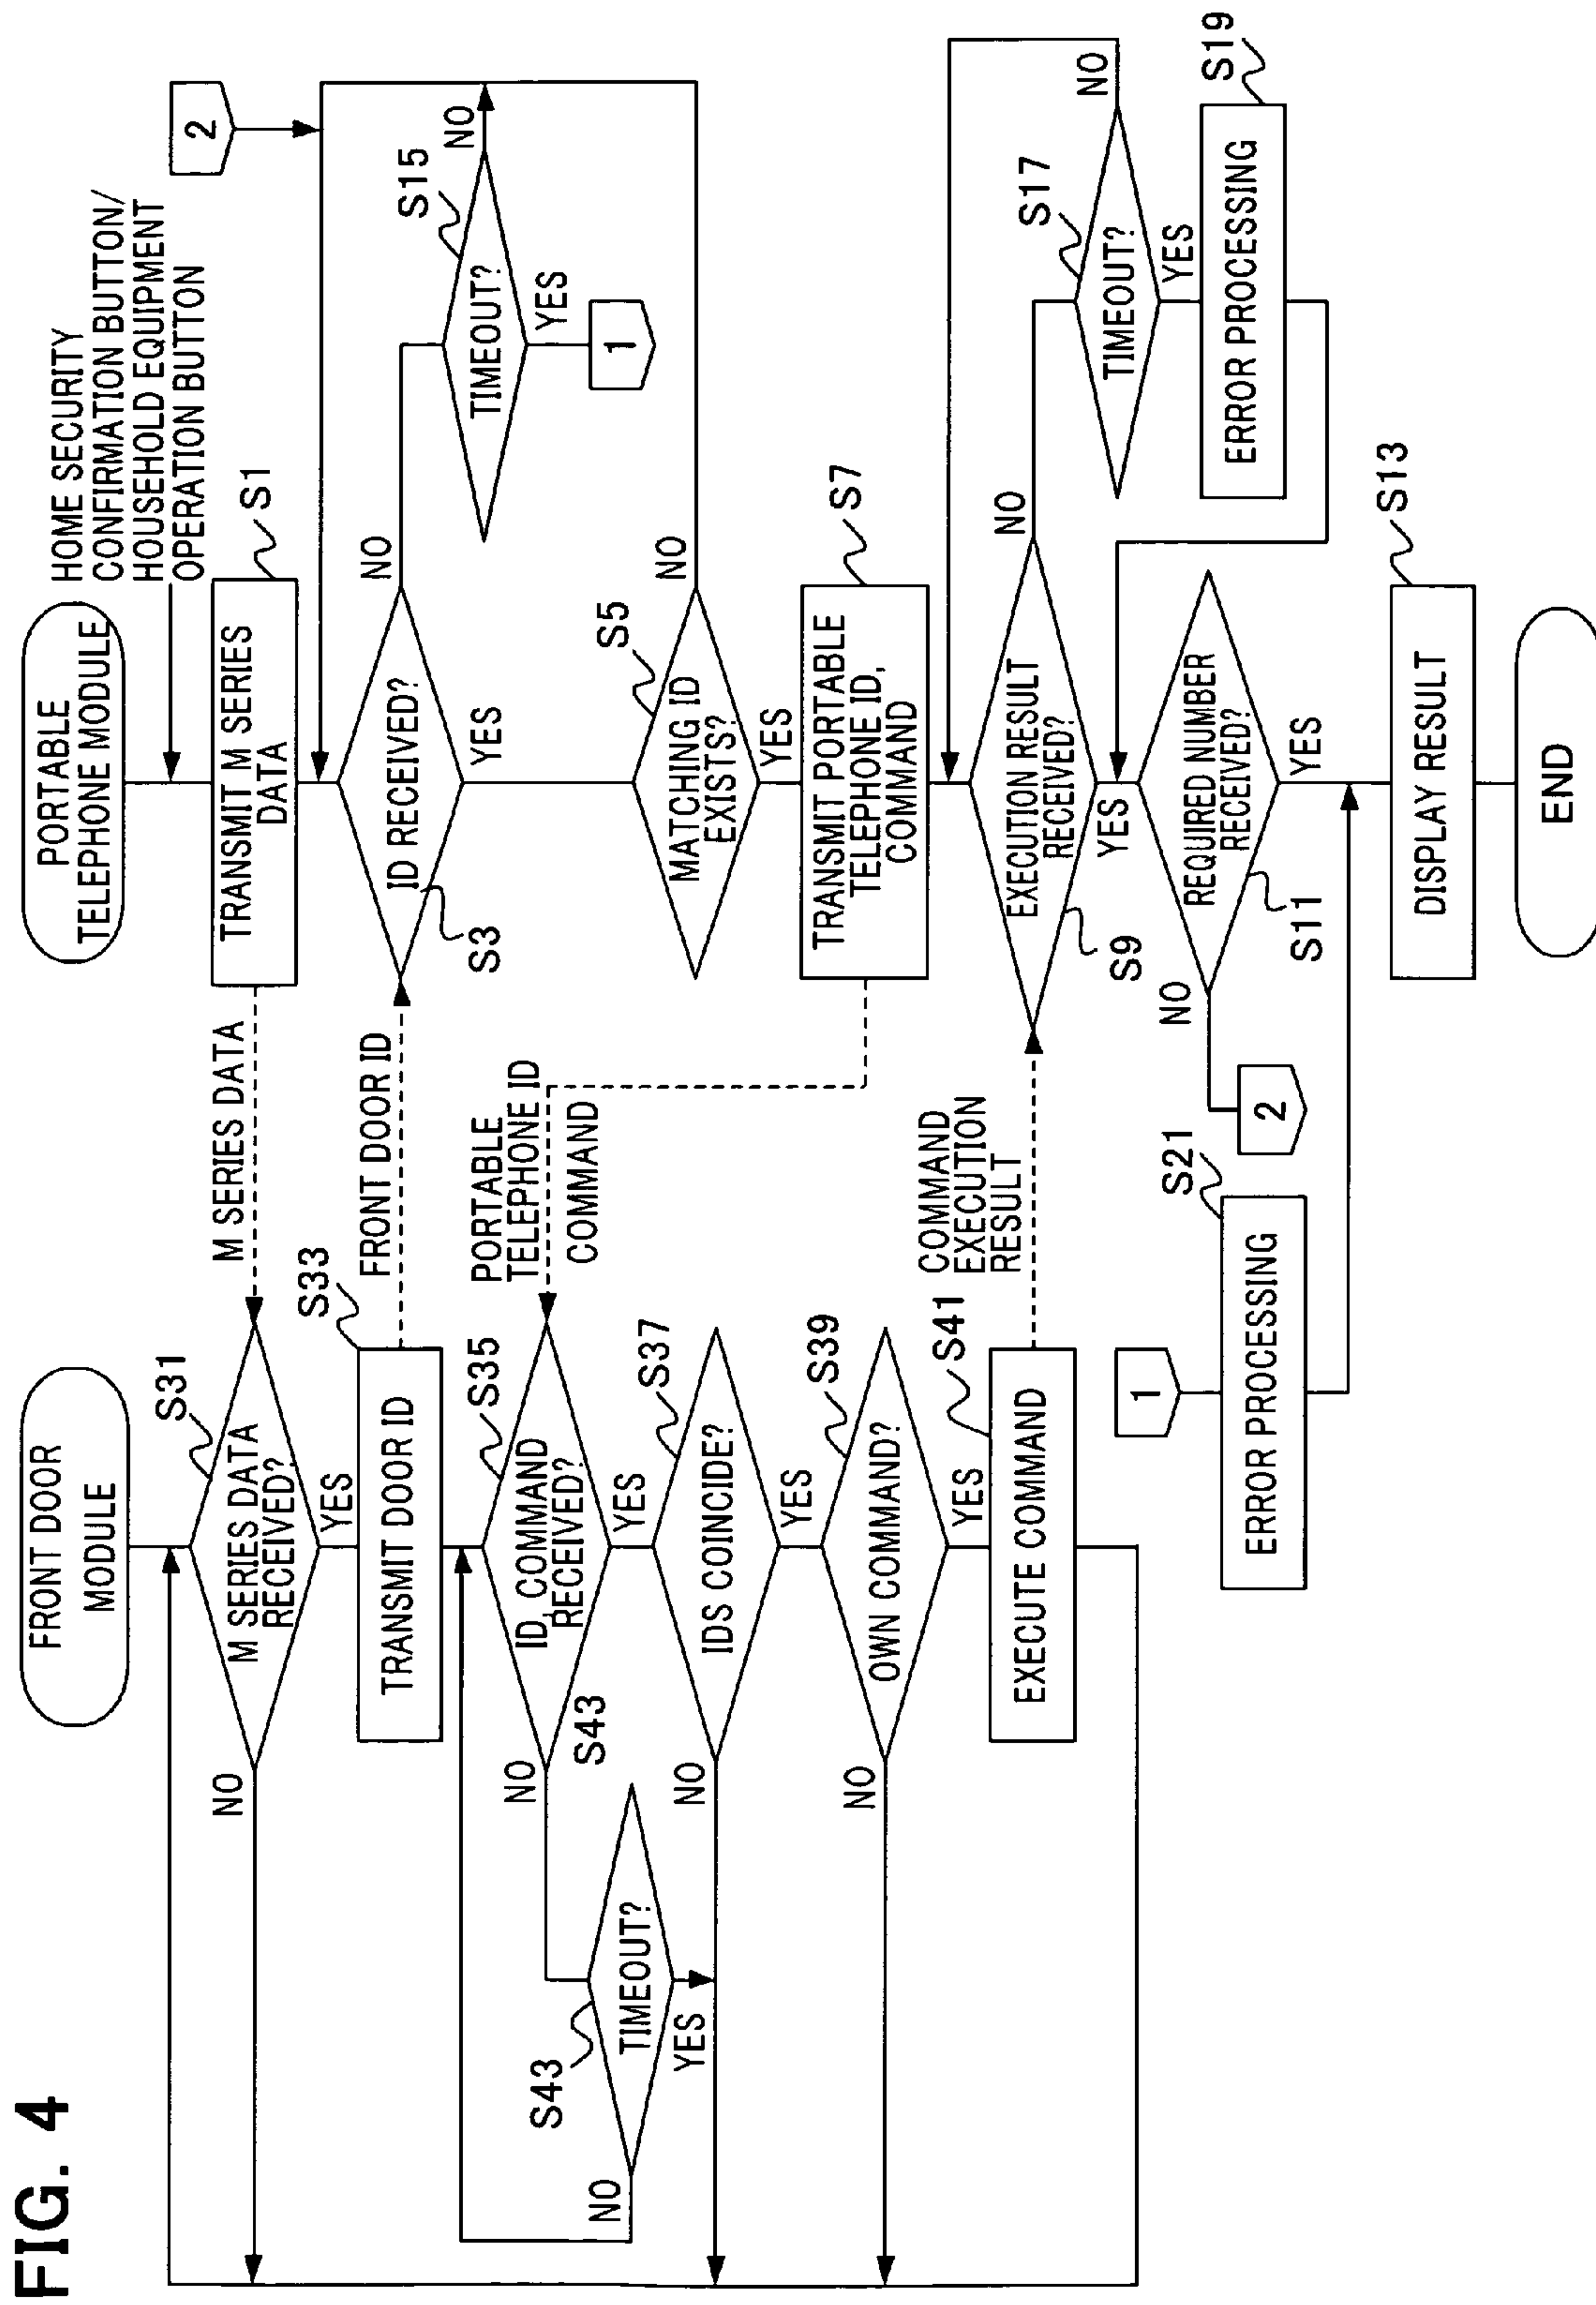 FIG. 4
FRONT DOOR
MODULE
S31
M SERIES DATA
RECEIVED?
NO
YES
S33
TRANSMIT DOOR ID
S35
ID, COMMAND
RECEIVED?
NO
S43
YES
S43
TIMEOUT?
NO
YES
S37
IDS COINCIDE?
NO
YES
S39
OWN COMMAND?
NO
YES
S41
EXECUTE COMMAND
M SERIES DATA
FRONT DOOR ID
PORTABLE
TELEPHONE ID
COMMAND
COMMAND
EXECUTION
RESULT
1
S21
ERROR PROCESSING
PORTABLE
TELEPHONE MODULE
HOME SECURITY
CONFIRMATION BUTTON/
HOUSEHOLD EQUIPMENT
OPERATION BUTTON
S1
TRANSMIT M SERIES
DATA
2
ID RECEIVED?
S3
NO
YES
S15
TIMEOUT?
NO
YES
1
S5
MATCHING ID
EXISTS?
NO
YES
S7
TRANSMIT PORTABLE
TELEPHONE ID,
COMMAND
EXECUTION RESULT
RECEIVED?
S9
NO
YES
S17
TIMEOUT?
NO
YES
S19
ERROR PROCESSING
REQUIRED NUMBER
RECEIVED?
S11
NO
2
YES
S13
DISPLAY RESULT
END